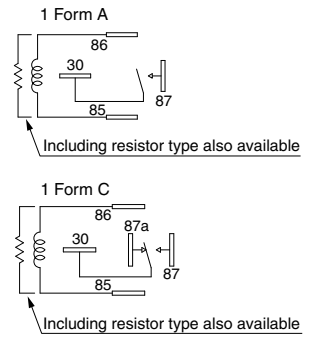 1 Form A
86
30
85
87
Including resistor type also available
1 Form C
86
87a
30
85
87
Including resistor type also available